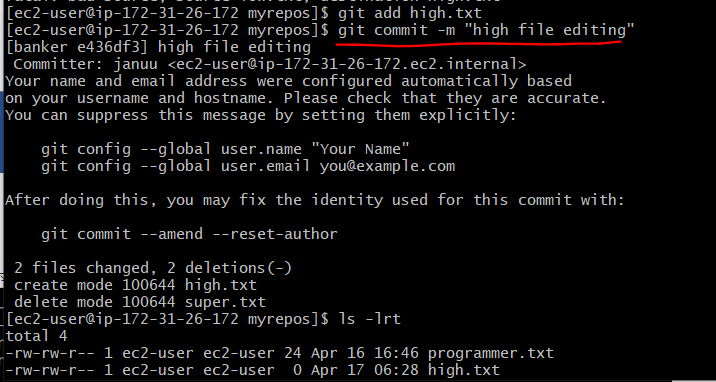 [ec2-user@ip-172-31-26-172 myrepos]$ git add high.txt
[ec2-user@ip-172-31-26-172 myrepos]$ git commit -m "high file editing"
[banker e436df3] high file editing
 Committer: januu <ec2-user@ip-172-31-26-172.ec2.internal>
Your name and email address were configured automatically based
on your username and hostname. Please check that they are accurate.
You can suppress this message by setting them explicitly:

    git config --global user.name "Your Name"
    git config --global user.email you@example.com

After doing this, you may fix the identity used for this commit with:

    git commit --amend --reset-author

 2 files changed, 2 deletions(-)
 create mode 100644 high.txt
 delete mode 100644 super.txt
[ec2-user@ip-172-31-26-172 myrepos]$ ls -lrt
total 4
-rw-rw-r-- 1 ec2-user ec2-user 24 Apr 16 16:46 programmer.txt
-rw-rw-r-- 1 ec2-user ec2-user  0 Apr 17 06:28 high.txt